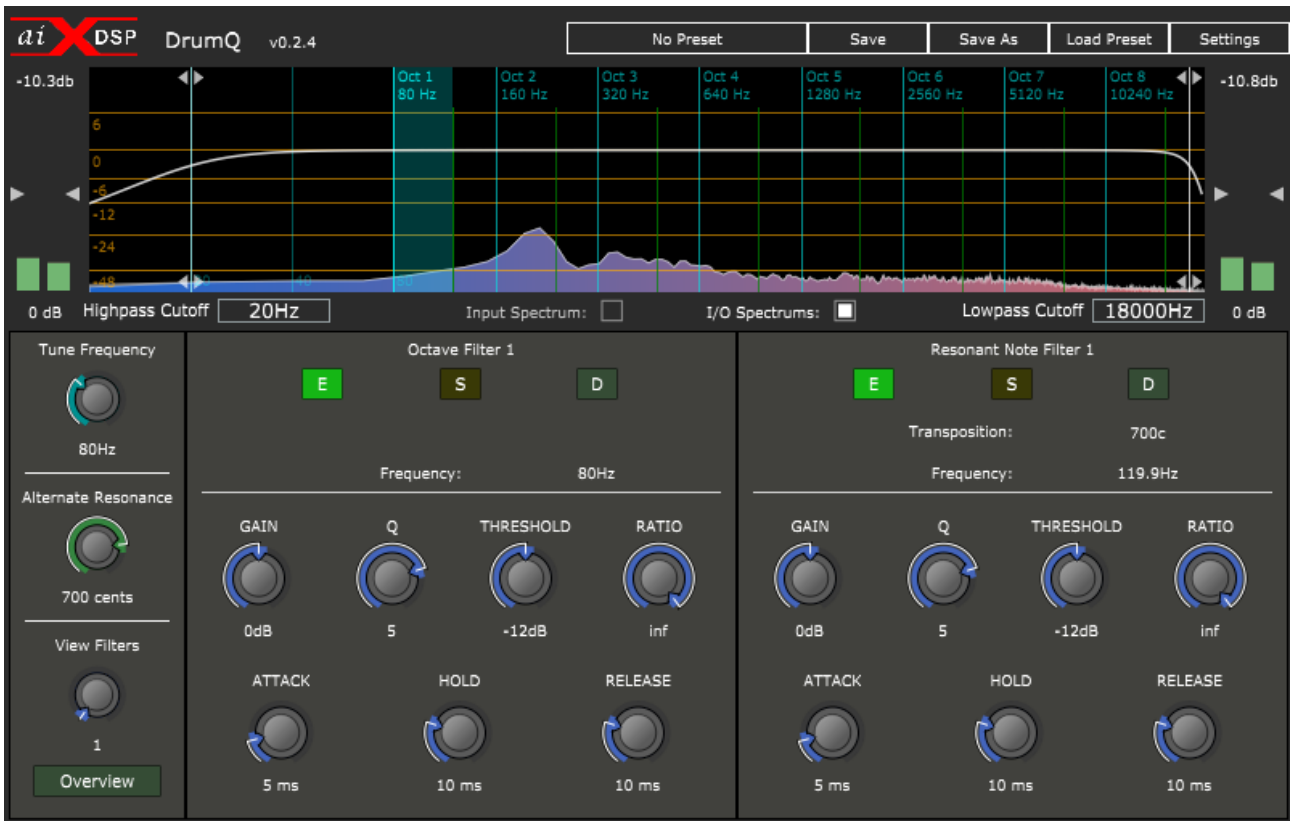 ai X DSP DrumQ v0.2.4 No Preset Save Save As Load Preset Settings
-10.3db Oct 1 Oct 2 Oct 3 Oct 4 Oct 5 Oct 6 Oct 7 Oct 8 -10.8db
80 Hz 160 Hz 320 Hz 640 Hz 1280 Hz 2560 Hz 5120 Hz 10240 Hz
6
0
-6
-12
-24
-48 40 80
0 dB Highpass Cutoff 20Hz Input Spectrum: I/O Spectrums: Lowpass Cutoff 18000Hz 0 dB
Tune Frequency
80Hz
Alternate Resonance
700 cents
View Filters
1
Overview
Octave Filter 1
E S D
Frequency: 80Hz
GAIN Q THRESHOLD RATIO
0dB 5 -12dB inf
ATTACK HOLD RELEASE
5 ms 10 ms 10 ms
Resonant Note Filter 1
E S D
Transposition: 700c
Frequency: 119.9Hz
GAIN Q THRESHOLD RATIO
0dB 5 -12dB inf
ATTACK HOLD RELEASE
5 ms 10 ms 10 ms